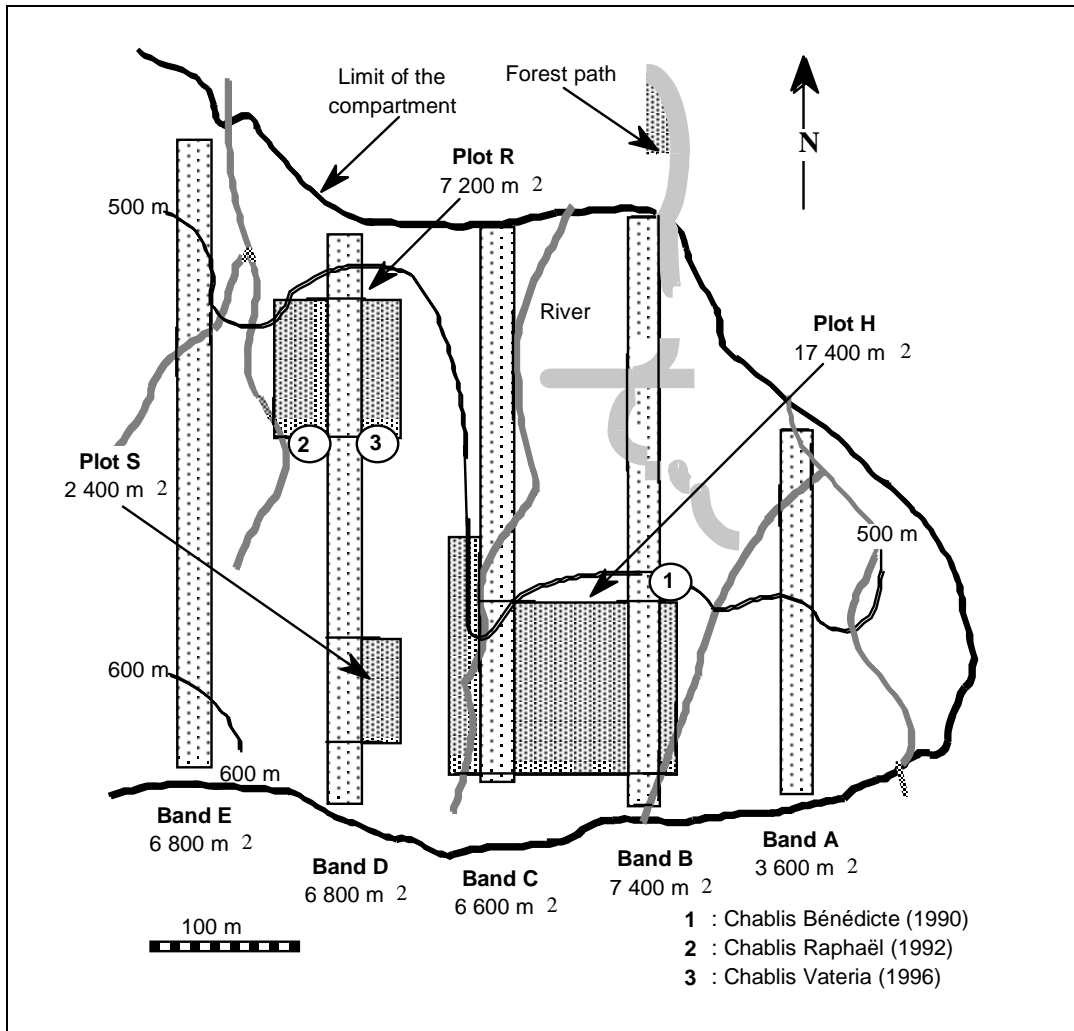 Limit of the
compartment
Forest path
N
Plot R
7 200 m 2
500 m
River
Plot H
17 400 m 2
2
3
Plot S
2 400 m 2
500 m
1
600 m
600 m
Band E
6 800 m 2
Band D
6 800 m 2
Band C
6 600 m 2
Band B
7 400 m 2
Band A
3 600 m 2
100 m
1 : Chablis Bénédicte (1990)
2 : Chablis Raphaël (1992)
3 : Chablis Vateria (1996)